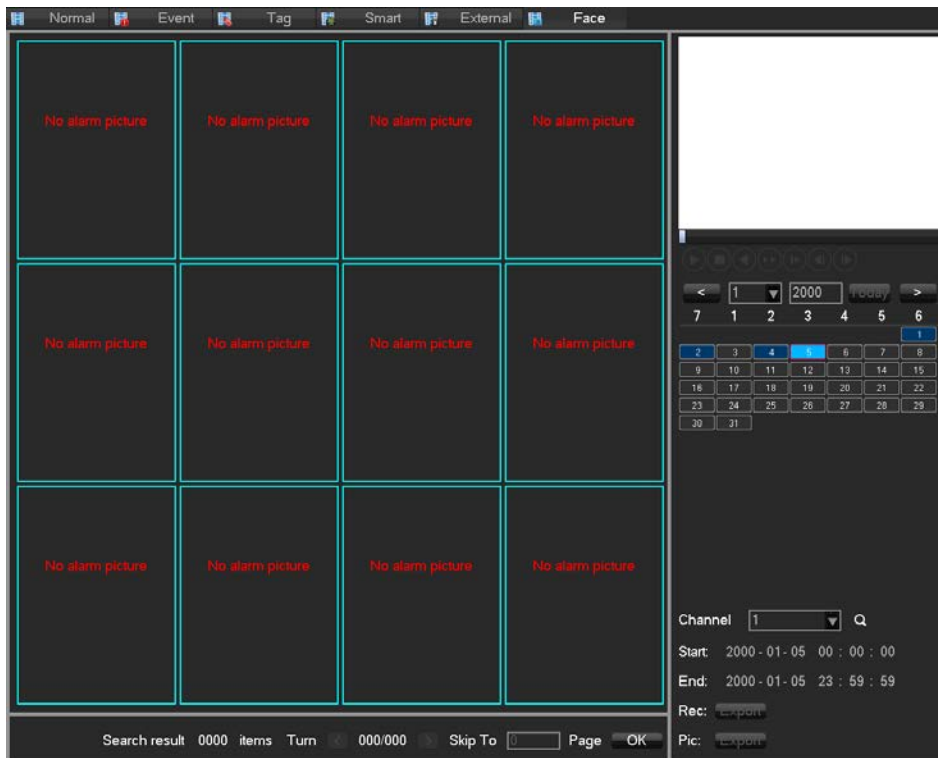 Normal Event Tag Smart External Face
No alarm picture No alarm picture No alarm picture No alarm picture
No alarm picture No alarm picture No alarm picture No alarm picture
No alarm picture No alarm picture No alarm picture No alarm picture
< 1 2000 Today >
7 1 2 3 4 5 6
1
2 3 4 5 6 7 8
9 10 11 12 13 14 15
16 17 18 19 20 21 22
23 24 25 26 27 28 29
30 31
Channel 1
Start: 2000 - 01 - 05 00 : 00 : 00
End: 2000 - 01 - 05 23 : 59 : 59
Rec: Export
Pic: Export
Search result 0000 items Turn < 000/000 > Skip To 0 Page OK